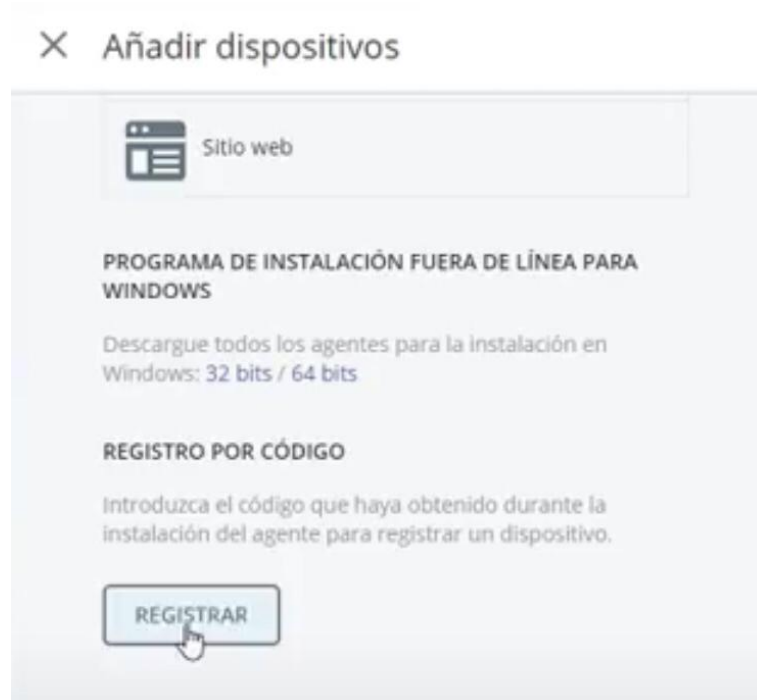 Añadir dispositivos
Sitio web
PROGRAMA DE INSTALACIÓN FUERA DE LÍNEA PARA
WINDOWS
Descargue todos los agentes para la instalación en
Windows: 32 bits / 64 bits
REGISTRO POR CÓDIGO
Introduzca el código que haya obtenido durante la
instalación del agente para registrar un dispositivo.
REGISTRAR